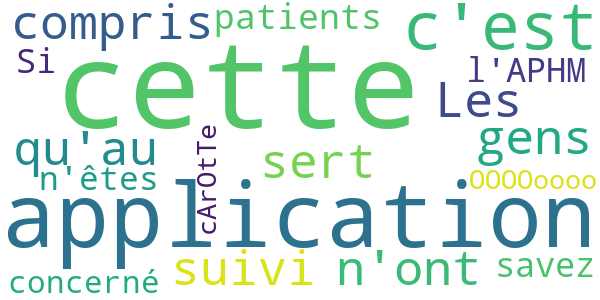 compris patients c'est
Si cette l'APHM
Les
qu'au cArOtTe sert gens
n'êtes OOOOoooo
application
concerné suivi n'ont savez